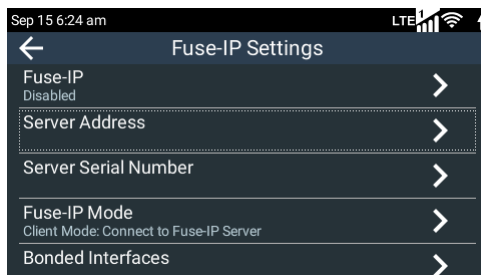 Sep 15 6:24 am
LTE 1
Fuse-IP Settings
Fuse-IP
Disabled
Server Address
Server Serial Number
Fuse-IP Mode
Client Mode: Connect to Fuse-IP Server
Bonded Interfaces